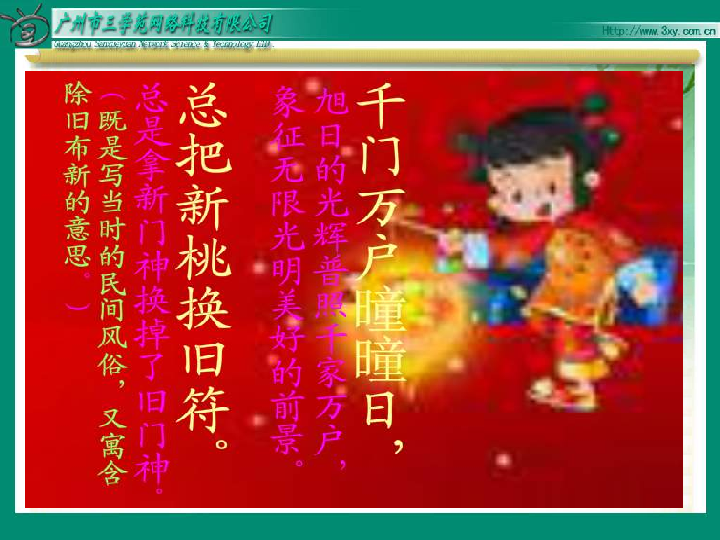 广州市三学苑网络科技有限公司
Guangzhou Sanxueyuan Network Science & Technology Ltd.
Http://www.3xy.com.cn
千门万户曈曈日，
旭日的光辉普照千家万户，
象征无限光明美好的前景。
总把新桃换旧符。
总是拿新门神换掉了旧门神。
（既是写当时的民间风俗，又寓含
除旧布新的意思。）